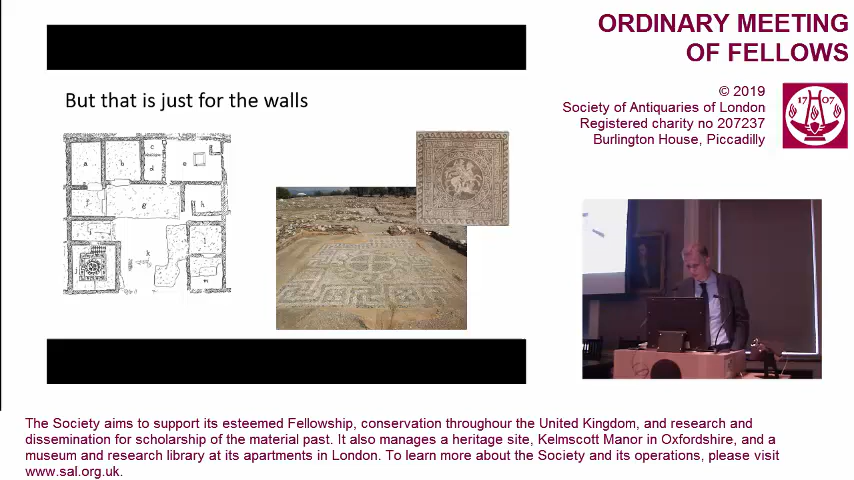 ORDINARY MEETING
OF FELLOWS
© 2019
Society of Antiquaries of London
Registered charity no 207237
Burlington House, Piccadilly
17 07
But that is just for the walls
a
b
c
d
e
f
g
h
k
The Society aims to support its esteemed Fellowship, conservation throughour the United Kingdom, and research and
dissemination for scholarship of the material past. It also manages a heritage site, Kelmscott Manor in Oxfordshire, and a
museum and research library at its apartments in London. To learn more about the Society and its operations, please visit
www.sal.org.uk.